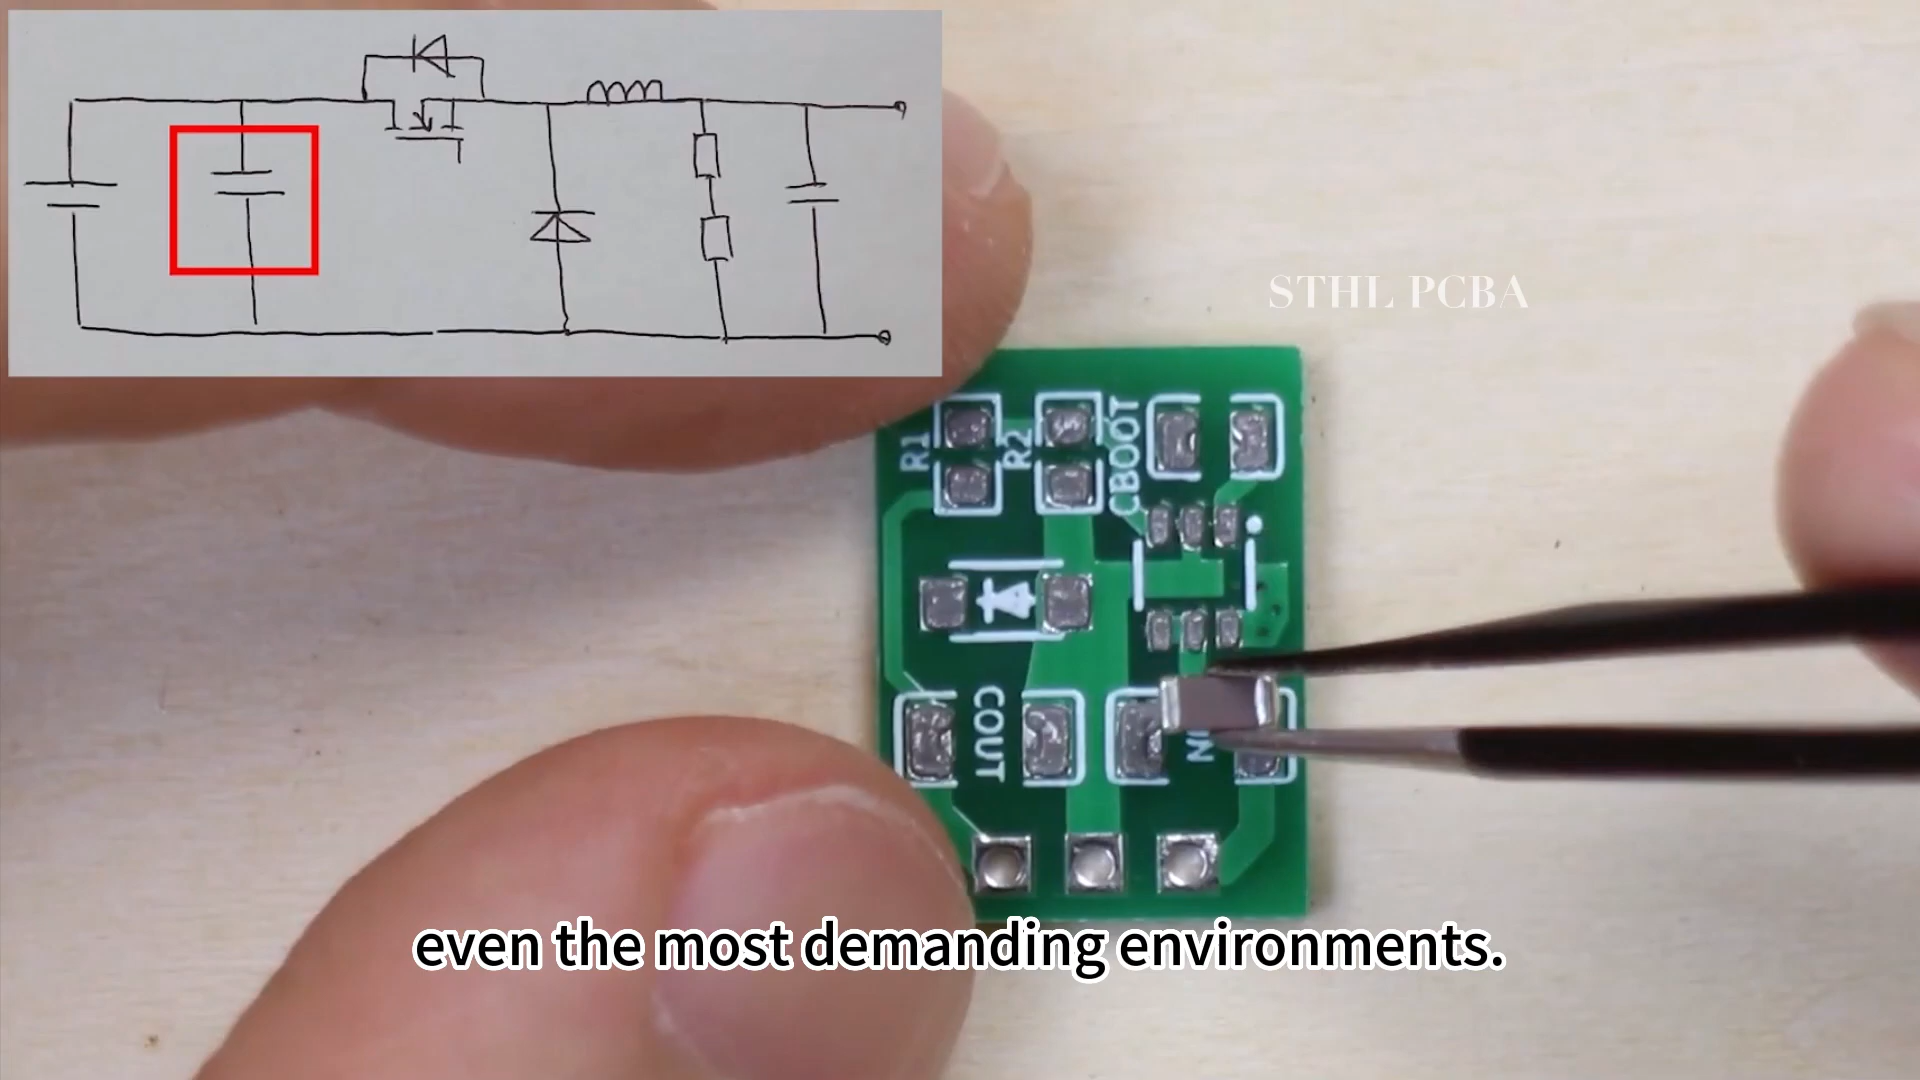 STHL PCBA
R1
R2
CBOOT
COUT
even the most demanding environments.